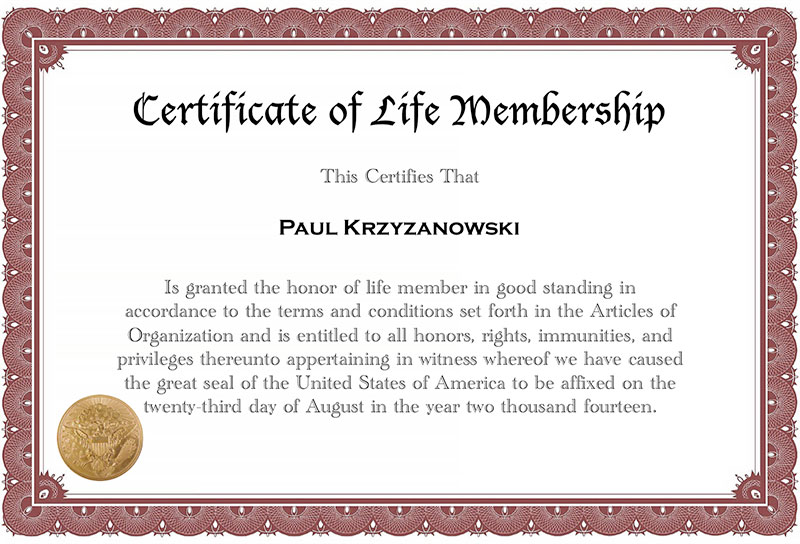 Certificate of Life Membership
This Certifies That
PAUL KRZYZANOWSKI
Is granted the honor of life member in good standing in
accordance to the terms and conditions set forth in the Articles of
Organization and is entitled to all honors, rights, immunities, and
privileges thereunto appertaining in witness whereof we have caused
the great seal of the United States of America to be affixed on the
twenty-third day of August in the year two thousand fourteen.